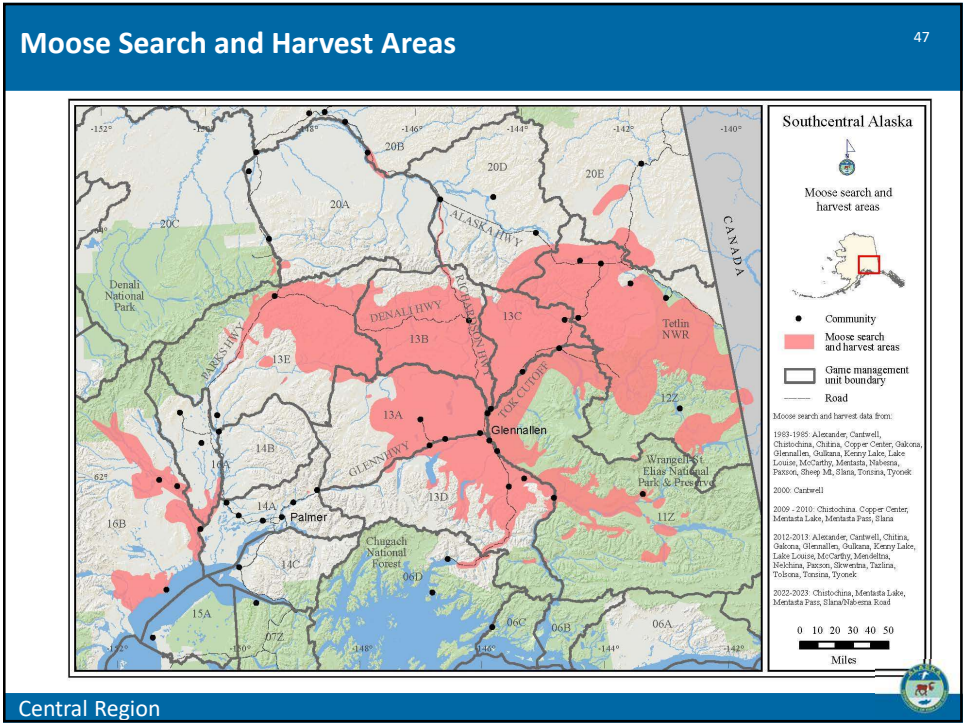 Moose Search and Harvest Areas
47
-152°
-148°
-146°
-144°
-142°
-140°
20B
20D
20E
20A
20C
ALASKA HWY
CANADA
Denali
National
Park
DENALI HWY
RICHARDSON HWY
13C
13B
Tetlin
NWR
PARKS HWY
13E
TOK CUTOFF
12Z
13A
Glennallen
14B
GLENN HWY
Wrangell-St.
Elias National
Park & Preserve
62°
16A
13D
11Z
16B
14A
Palmer
Chugach
National
Forest
14C
06D
15A
07Z
06C
06B
06A
-152°
-150°
-148°
-146°
-144°
-142°
Southcentral Alaska
Moose search and
harvest areas
Community
Moose search
and harvest areas
Game management
unit boundary
Road
Moose search and harvest data from:
1983-1985: Alexander, Cantwell,
Chistochina, Chitina, Copper Center, Gakona,
Glennallen, Gulkana, Kenny Lake, Lake
Louise, McCarthy, Mentasta, Nabesna,
Paxson, Sheep Mt, Slana, Tonsina, Tyonek
2000: Cantwell
2009 - 2010: Chistochina. Copper Center,
Mentasta Lake, Mentasta Pass, Slana
2012-2013: Alexander, Cantwell, Chitina,
Gakona, Glennallen, Gulkana, Kenny Lake,
Lake Louise, McCarthy, Mendeltna,
Nelchina, Paxson, Skwentna, Tazlina,
Tolsona, Tonsina, Tyonek
2022-2023: Chistochina, Mentasta Lake,
Mentasta Pass, Slana/Nabesna Road
0 10 20 30 40 50
Miles
Central Region